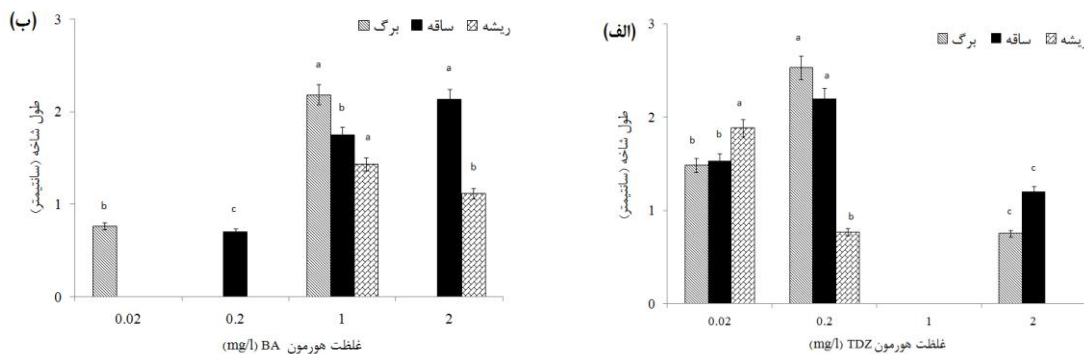 (الف)
برگ ساقه ریشه
3
2
1
0
طول شاخه (سانتیمتر)
b b a
a a b
c c
0.02 0.2 1 2
غلظت هورمون TDZ (mg/l)
(ب)
برگ ساقه ریشه
3
2
1
0
طول شاخه (سانتیمتر)
b
c
a b a
a b
0.02 0.2 1 2
غلظت هورمون BA (mg/l)